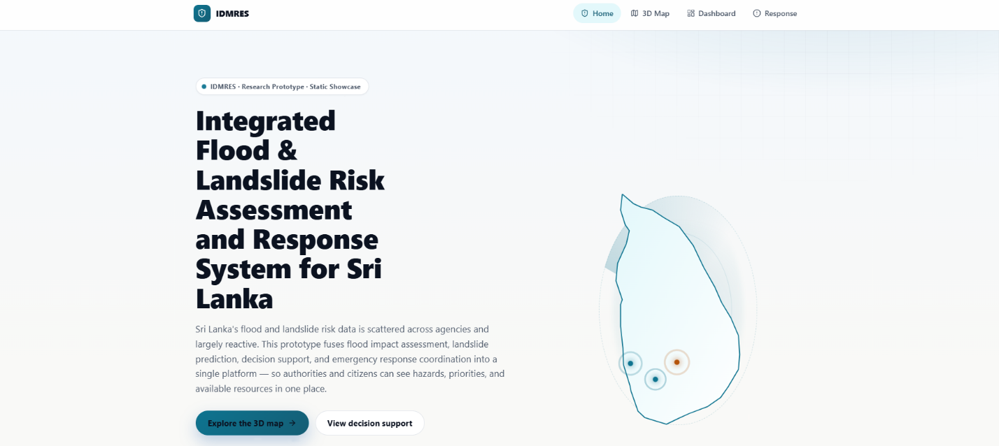 IDMRES
Home
3D Map
Dashboard
Response
IDMRES · Research Prototype · Static Showcase
Integrated
Flood &
Landslide Risk
Assessment
and Response
System for Sri
Lanka
Sri Lanka's flood and landslide risk data is scattered across agencies and
largely reactive. This prototype fuses flood impact assessment, landslide
prediction, decision support, and emergency response coordination into a
single platform — so authorities and citizens can see hazards, priorities, and
available resources in one place.
Explore the 3D map →
View decision support